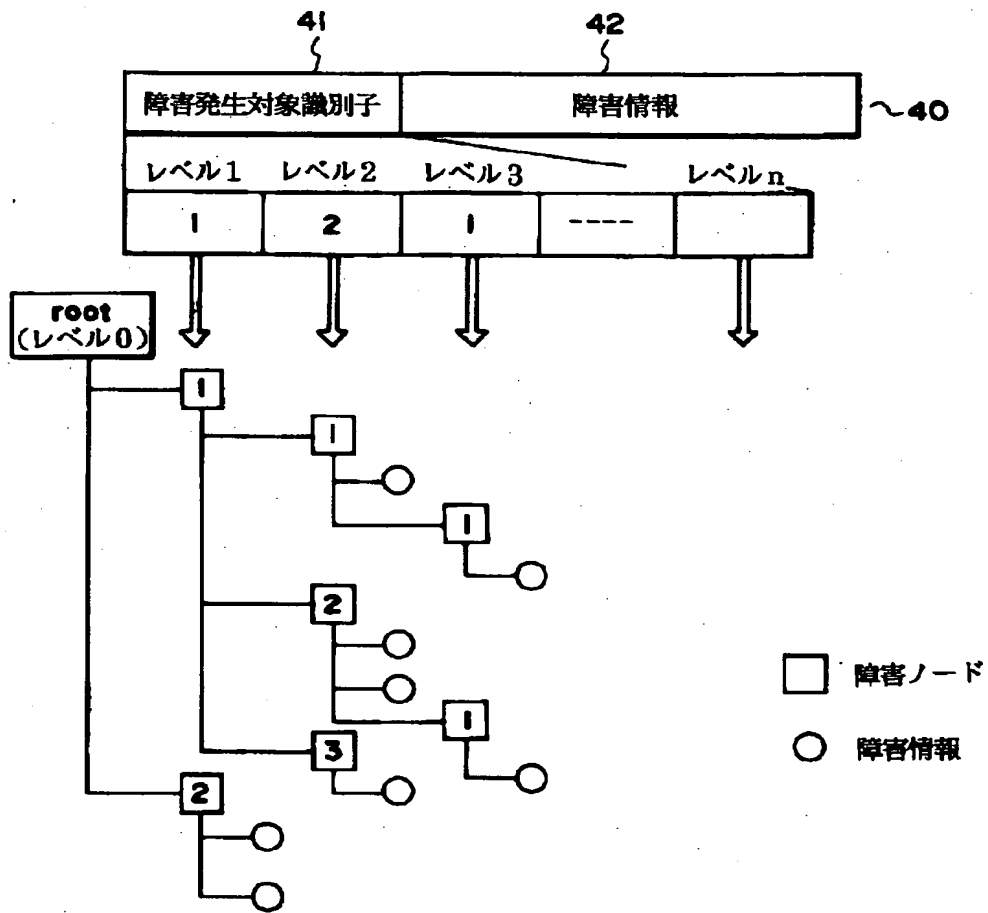 41 42
障害発生対象識別子 障害情報 40
レベル1 レベル2 レベル3 レベルn
1 2 1 ----
root
(レベル0)
1
1
1
2
障害ノード
1
3 障害情報
2